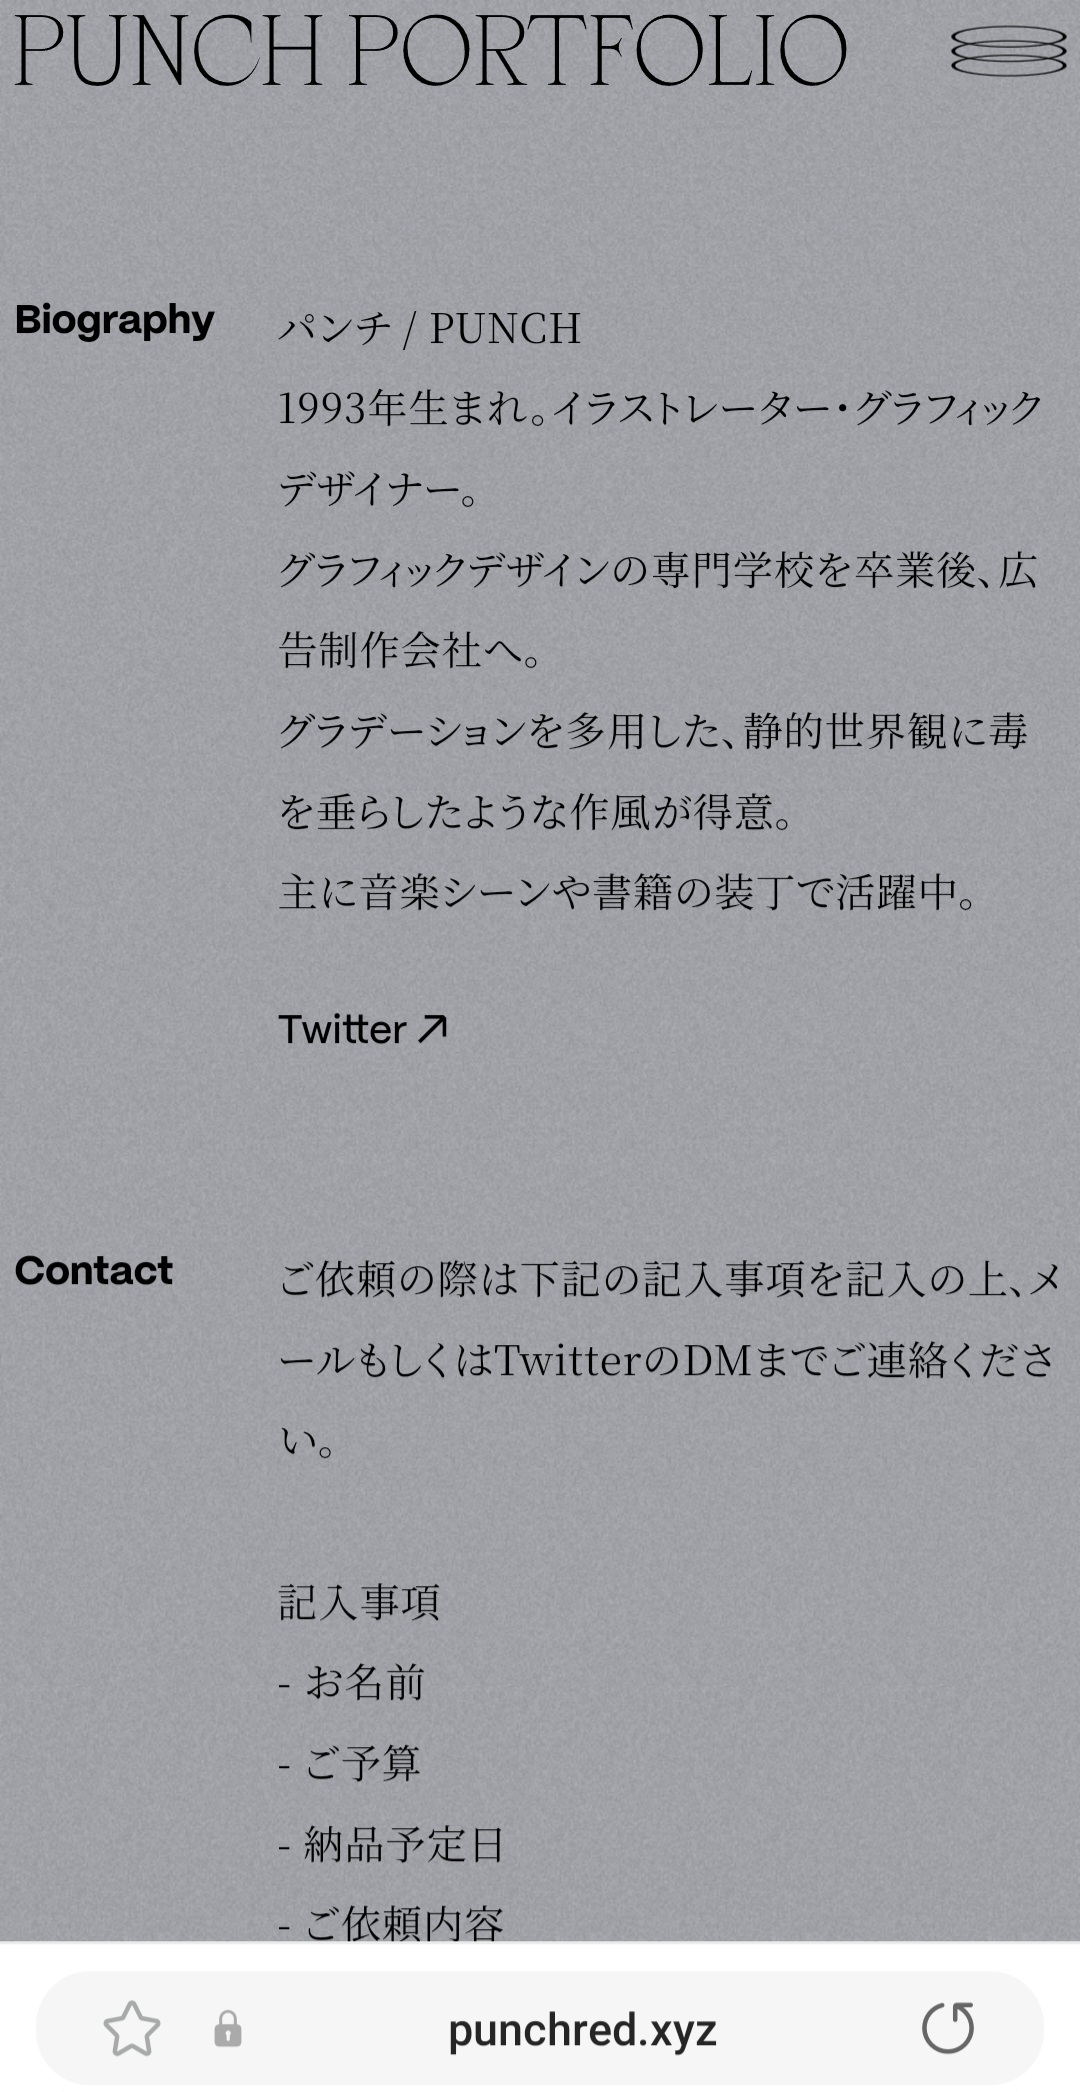 PUNCH PORTFOLIO
Biography
パンチ / PUNCH
1993年生まれ。イラストレーター・グラフィック
デザイナー。
グラフィックデザインの専門学校を卒業後、広
告制作会社へ。
グラデーションを多用した、静的世界観に毒
を垂らしたような作風が得意。
主に音楽シーンや書籍の装丁で活躍中。
Twitter ↗
Contact
ご依頼の際は下記の記入事項を記入の上、メ
ールもしくはTwitterのDMまでご連絡くださ
い。
記入事項
- お名前
- ご予算
- 納品予定日
- ご依頼内容
punchred.xyz